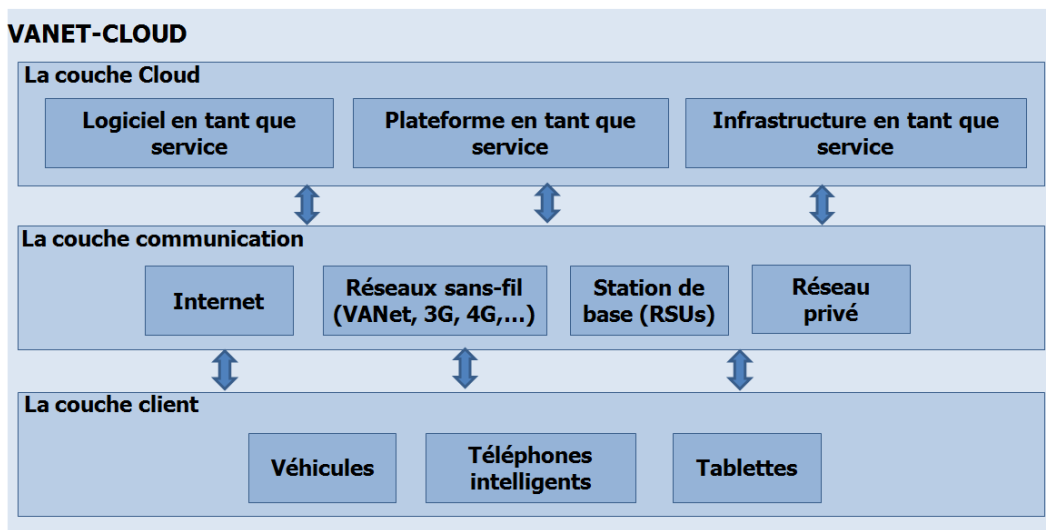 VANET-CLOUD
La couche Cloud
Logiciel en tant que
service
Plateforme en tant que
service
Infrastructure en tant que
service
La couche communication
Internet
Réseaux sans-fil
(VANet, 3G, 4G,...)
Station de
base (RSUs)
Réseau
privé
La couche client
Véhicules
Téléphones
intelligents
Tablettes